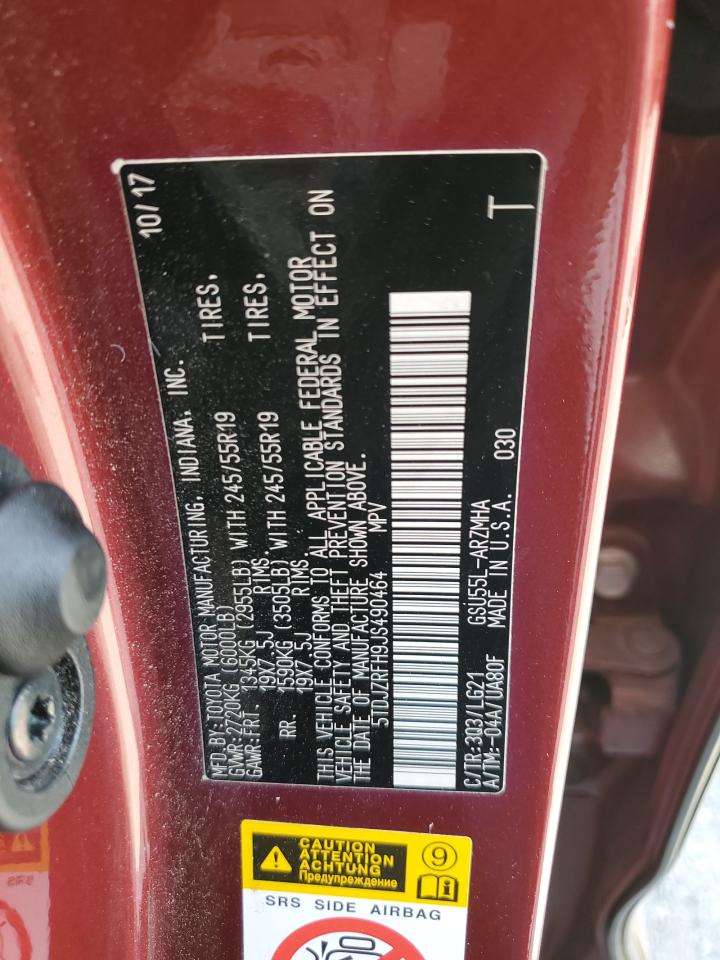 MFD.BY:TOYOTA MOTOR MANUFACTURING, INDIANA, INC. 10/17
GVWR:2720KG (6000LB)
GAWR:FRT. 1345KG (2955LB) WITH 245/55R19 TIRES.
19X7.5J RIMS
RR. 1590KG (3505LB) WITH 245/55R19 TIRES.
19X7.5J RIMS
THIS VEHICLE CONFORMS TO ALL APPLICABLE FEDERAL MOTOR
VEHICLE SAFETY AND THEFT PREVENTION STANDARDS IN EFFECT ON
THE DATE OF MANUFACTURE SHOWN ABOVE.
5TDJZRFH9JS490464 MPV
C/TR:3Q3/LG21 GSU55L-ARZMHA T
A/TM:-04A/UA80F MADE IN U.S.A. 030
CAUTION
ATTENTION
ACHTUNG
Предупреждение
9
SRS SIDE AIRBAG
SRS